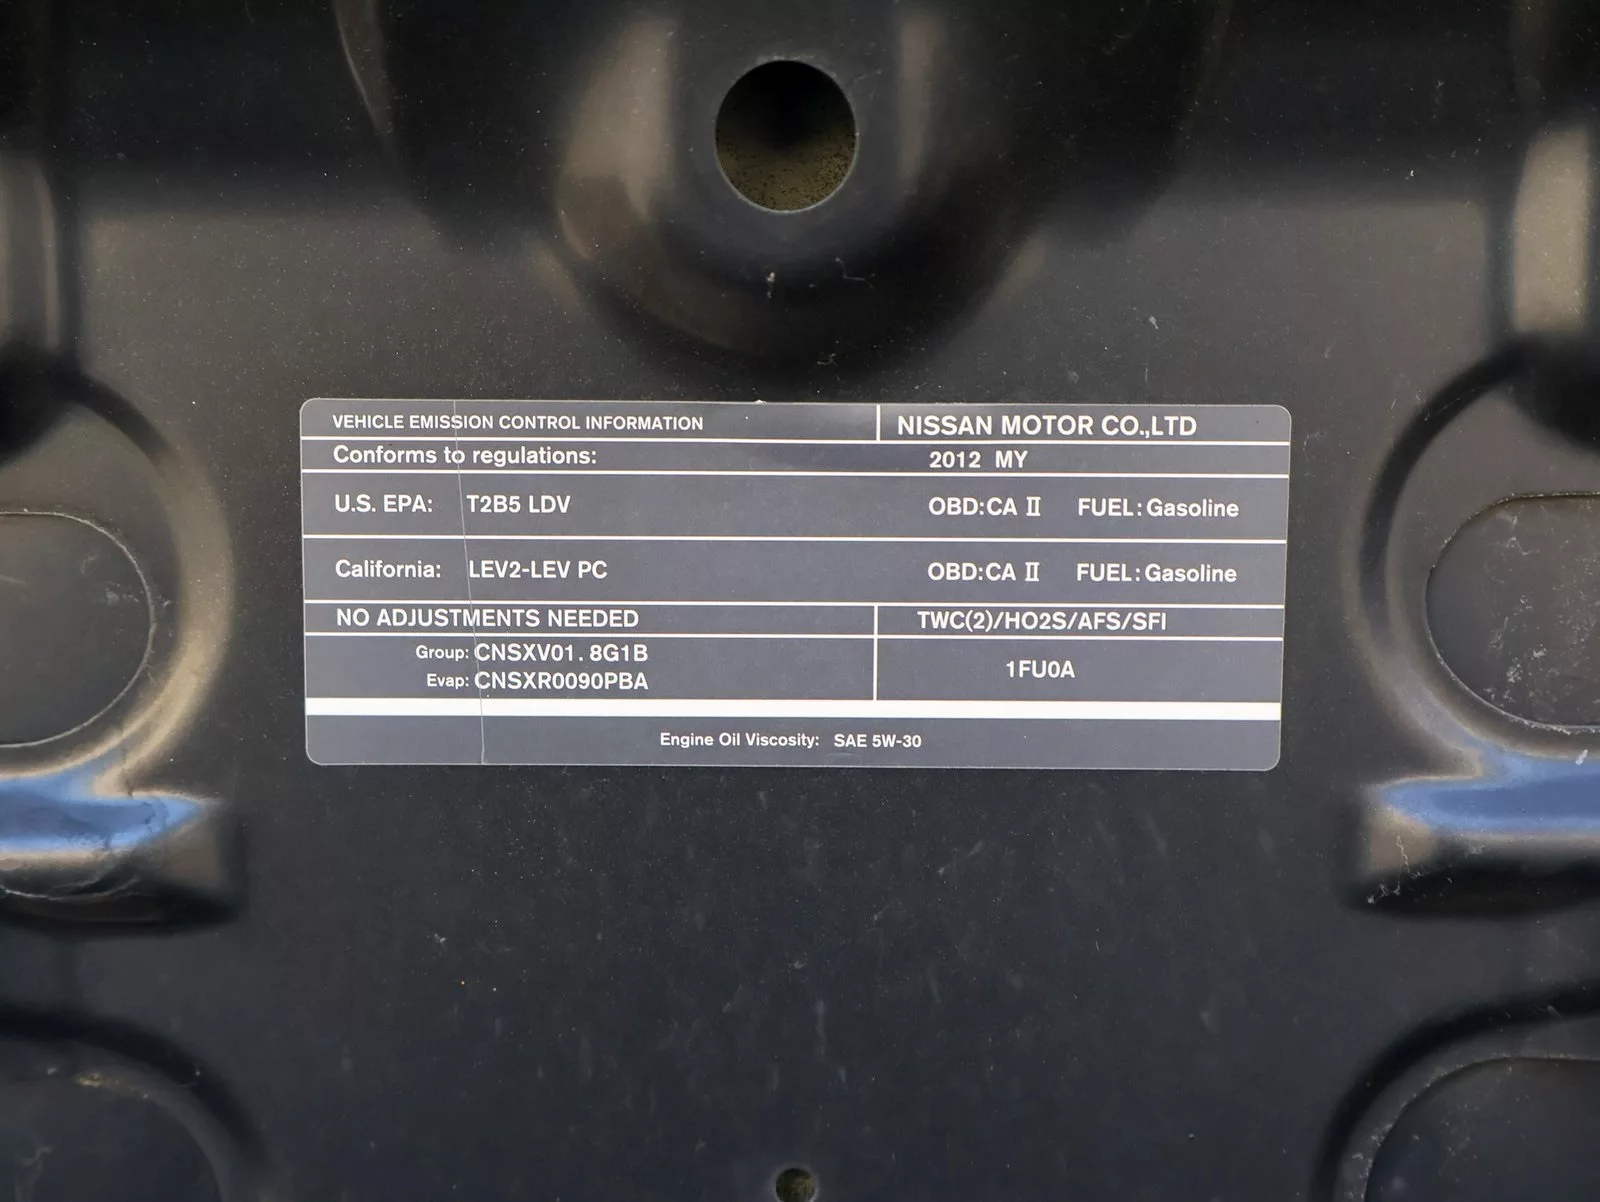 VEHICLE EMISSION CONTROL INFORMATION NISSAN MOTOR CO.,LTD
Conforms to regulations: 2012 MY
U.S. EPA: T2B5 LDV OBD:CA Ⅱ FUEL:Gasoline
California: LEV2-LEV PC OBD:CA Ⅱ FUEL:Gasoline
NO ADJUSTMENTS NEEDED TWC(2)/HO2S/AFS/SFI
Group: CNSXV01.8G1B
Evap: CNSXR0090PBA
1FU0A
Engine Oil Viscosity: SAE 5W-30